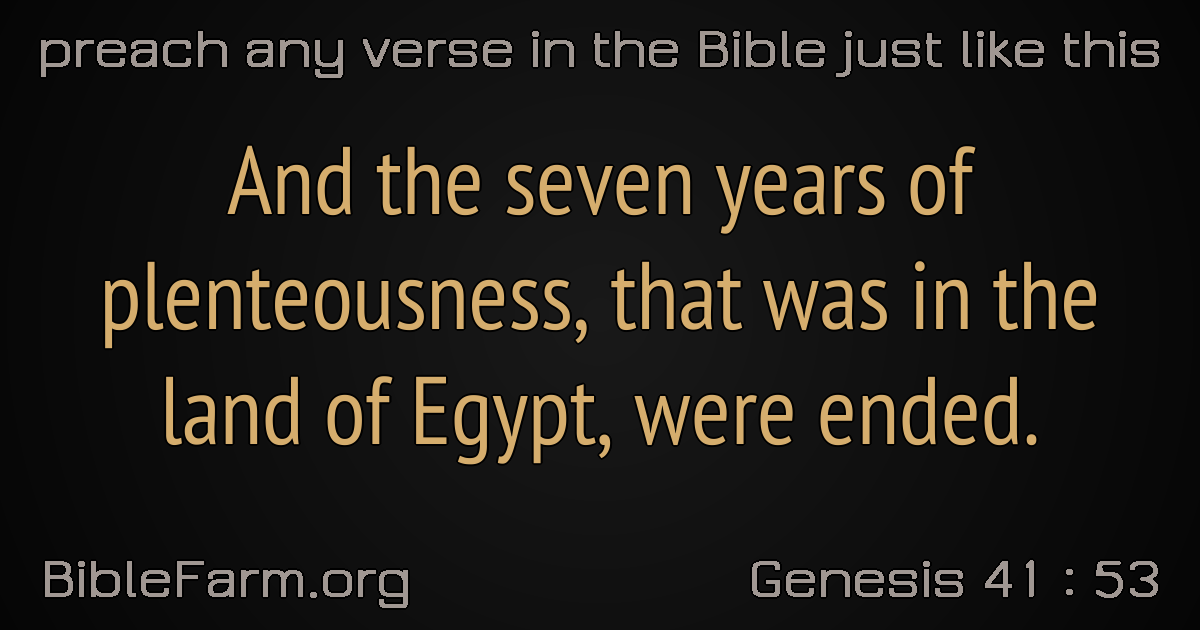 preach any verse in the Bible just like this
And the seven years of
plenteousness, that was in the
land of Egypt, were ended.
BibleFarm.org
Genesis 41 : 53